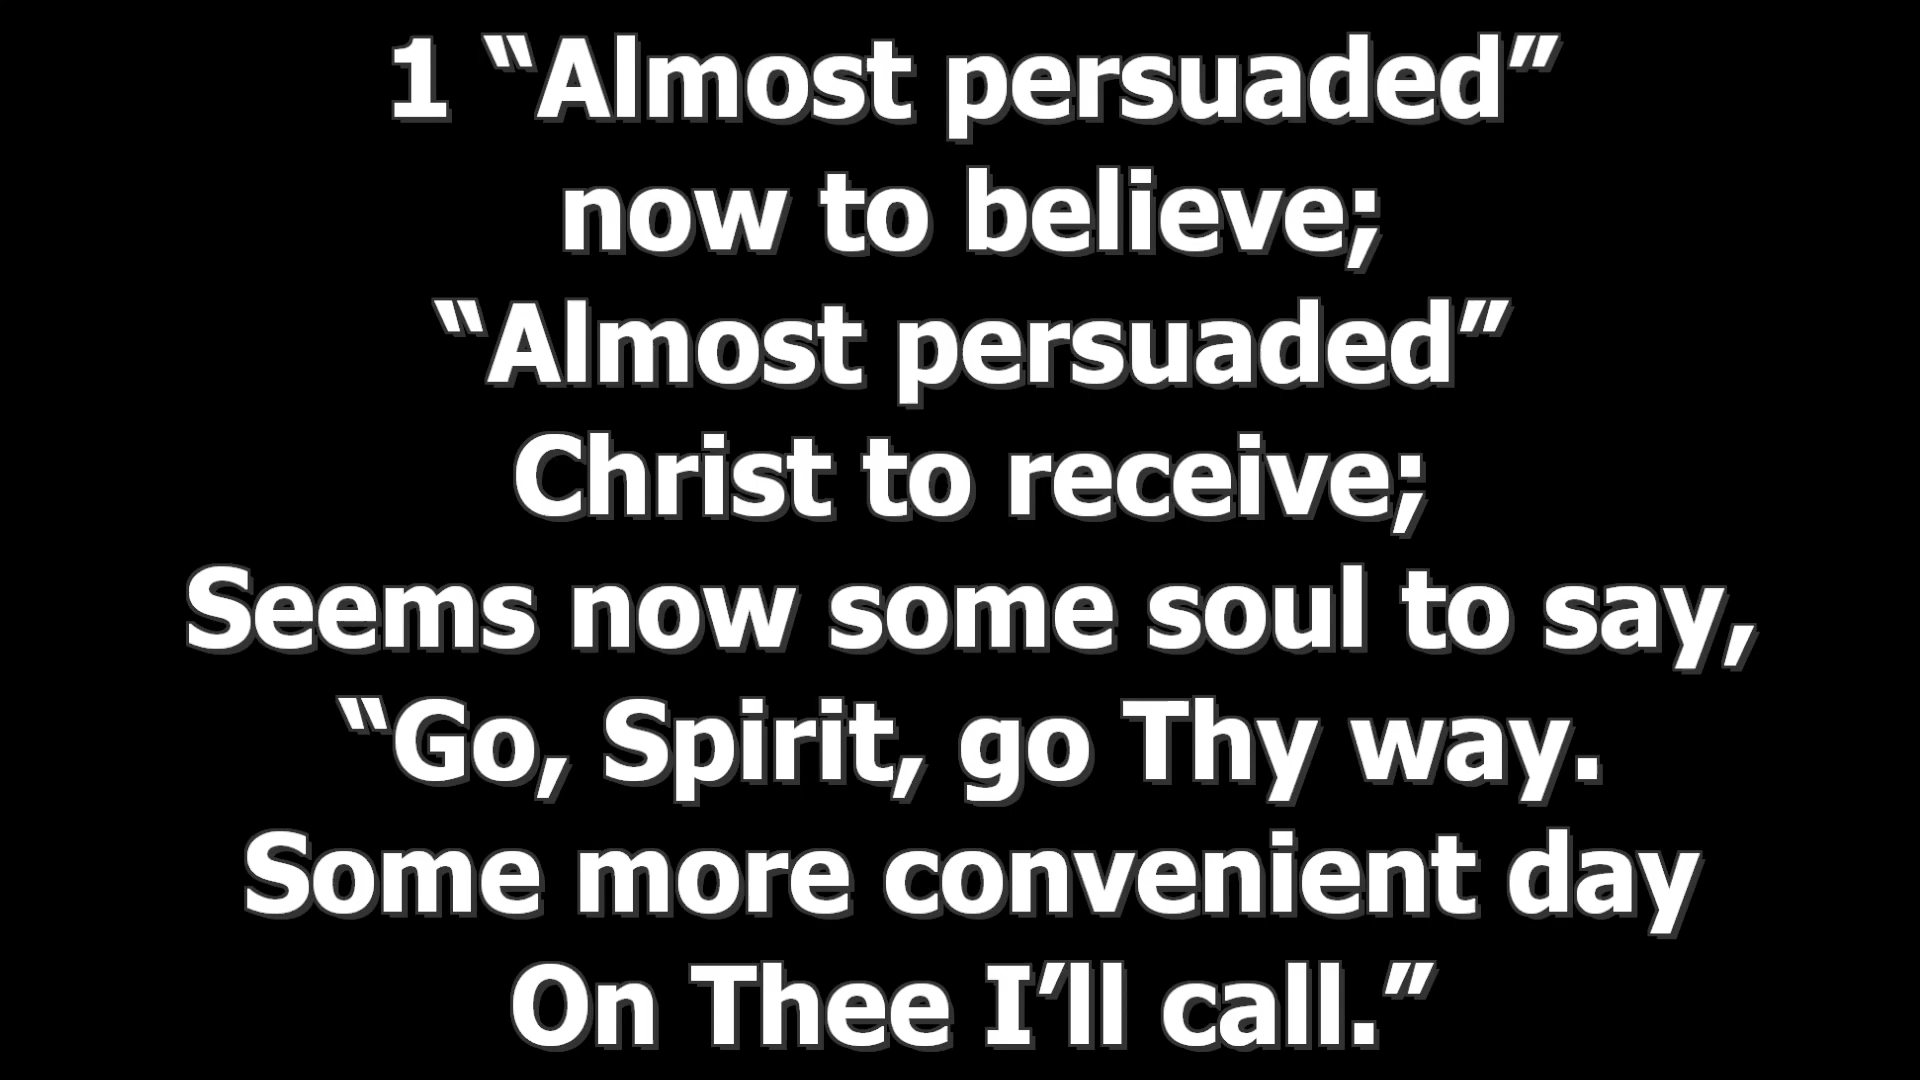 1 “Almost persuaded”
now to believe;
“Almost persuaded”
Christ to receive;
Seems now some soul to say,
“Go, Spirit, go Thy way.
Some more convenient day
On Thee I’ll call.”